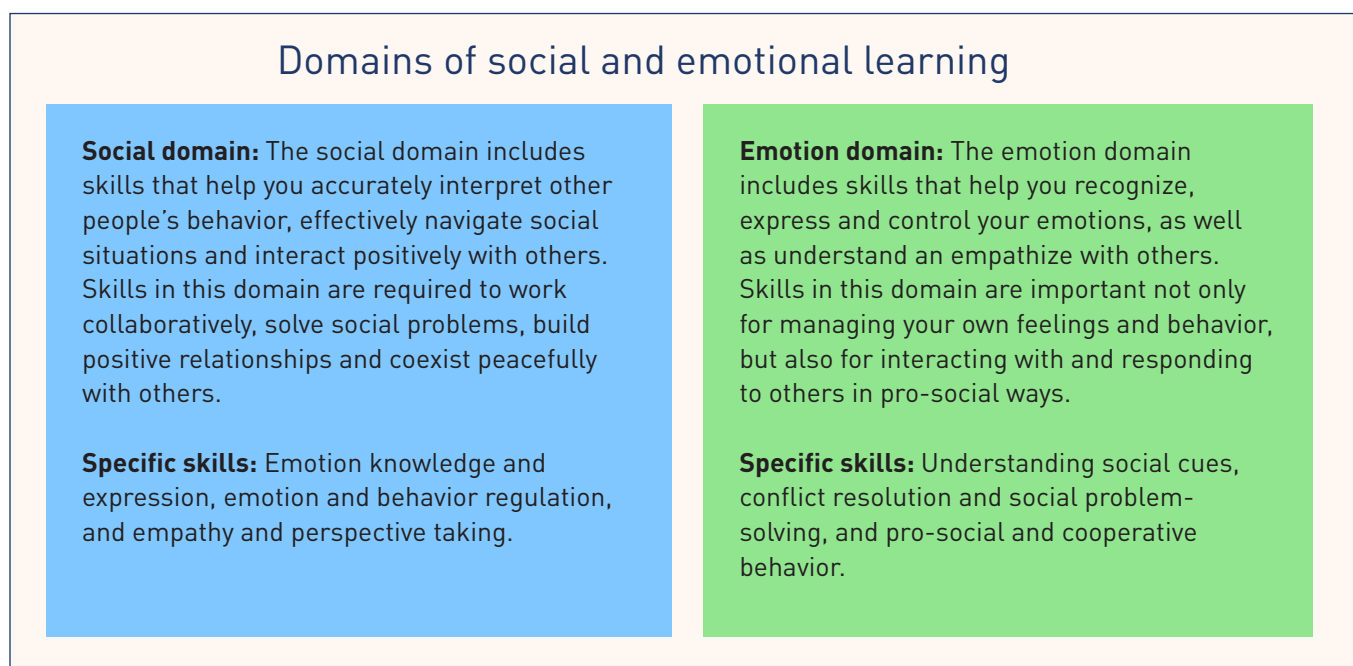 Domains of social and emotional learning
Social domain: The social domain includes
skills that help you accurately interpret other
people’s behavior, effectively navigate social
situations and interact positively with others.
Skills in this domain are required to work
collaboratively, solve social problems, build
positive relationships and coexist peacefully
with others.
Specific skills: Emotion knowledge and
expression, emotion and behavior regulation,
and empathy and perspective taking.
Emotion domain: The emotion domain
includes skills that help you recognize,
express and control your emotions, as well
as understand an empathize with others.
Skills in this domain are important not only
for managing your own feelings and behavior,
but also for interacting with and responding
to others in pro-social ways.
Specific skills: Understanding social cues,
conflict resolution and social problem-
solving, and pro-social and cooperative
behavior.